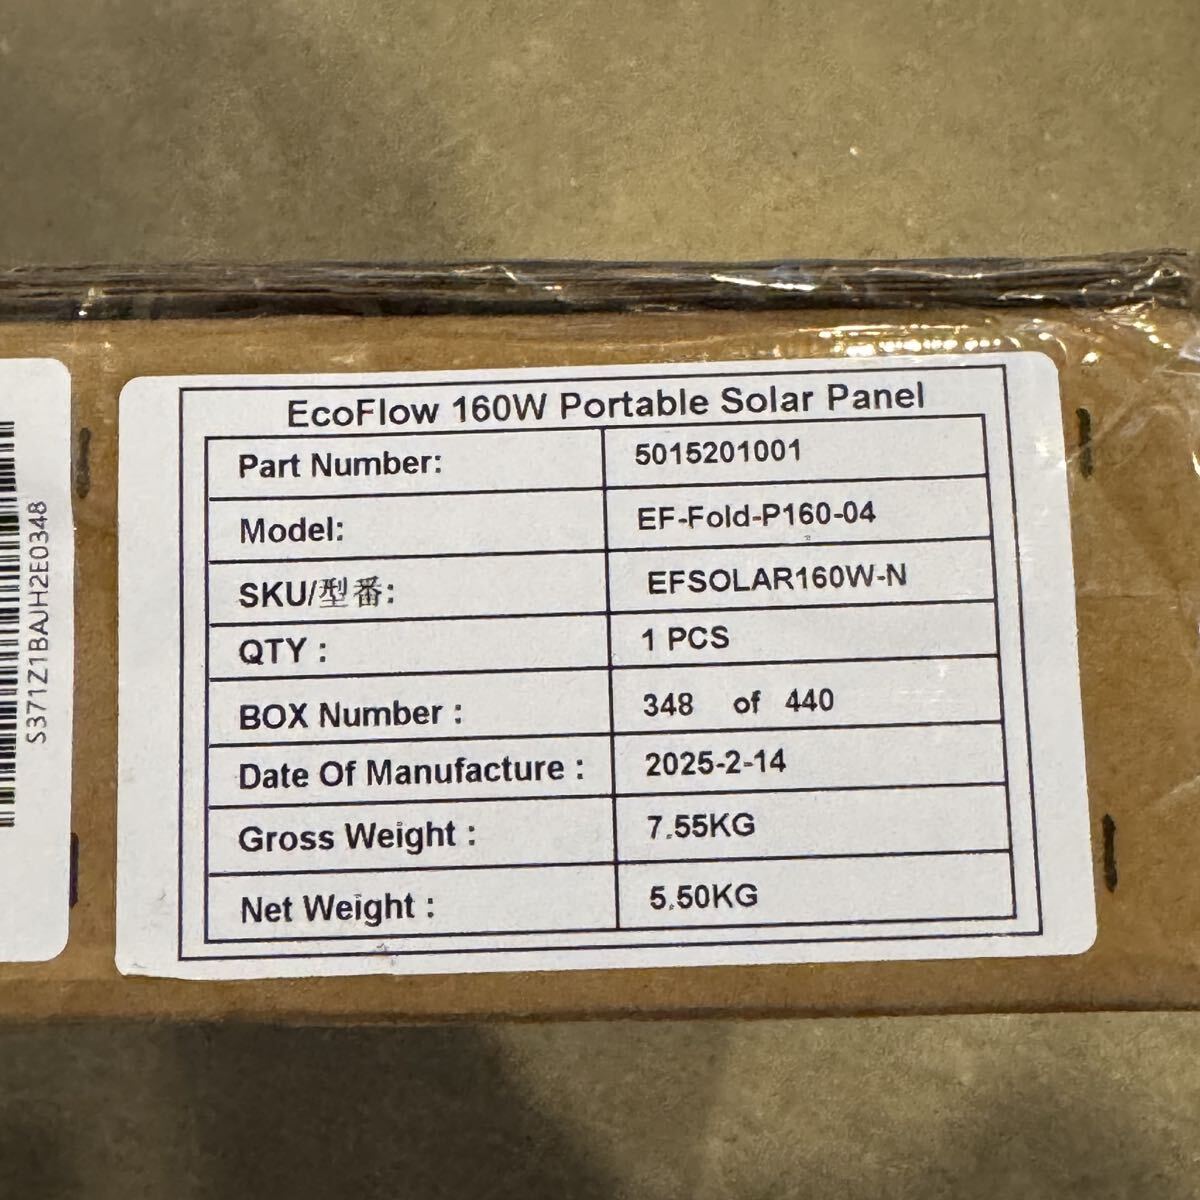 S371Z1BAJH2E0348
EcoFlow 160W Portable Solar Panel
Part Number: 5015201001
Model: EF-Fold-P160-04
SKU/型番: EFSOLAR160W-N
QTY : 1 PCS
BOX Number : 348 of 440
Date Of Manufacture : 2025-2-14
Gross Weight : 7.55KG
Net Weight : 5.50KG